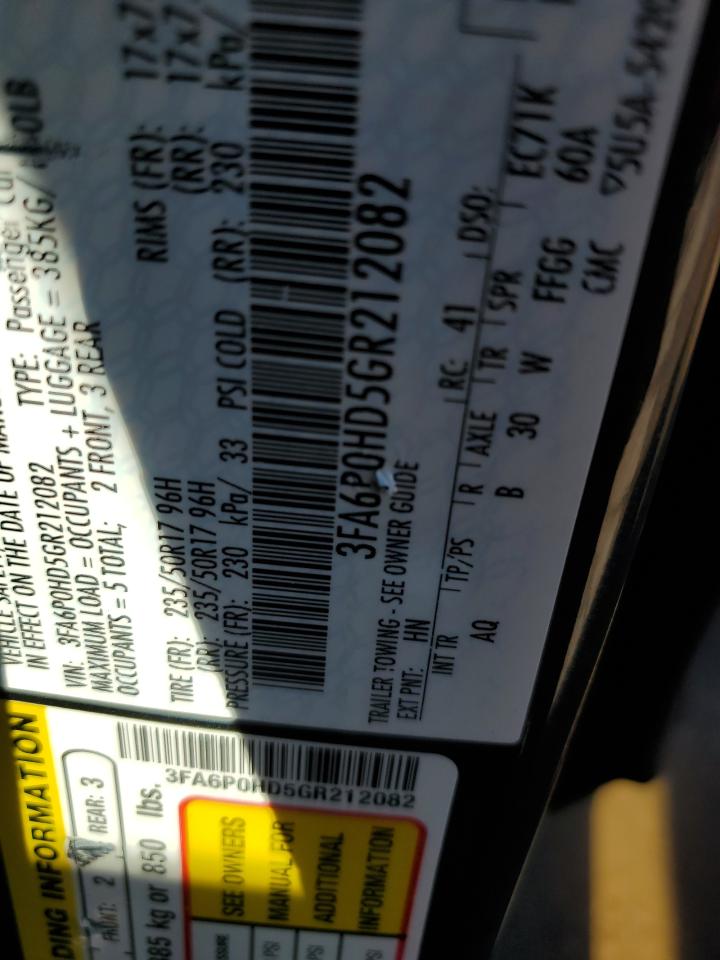 IN EFFECT ON THE DATE OF
VIN: 3FA6P0HD5GR212082 TYPE: Passenger Car
MAXIMUM LOAD = OCCUPANTS + LUGGAGE = 385KG/
OCCUPANTS = 5 TOTAL; 2 FRONT, 3 REAR
TIRE (FR): 235/50R17 96H RIMS (FR): 17x7
(RR): 235/50R17 96H (RR): 17x7
PRESSURE (FR): 230 kPa/ 33 PSI COLD (RR): 230 kPa/
3FA6P0HD5GR212082
TRAILER TOWING - SEE OWNER GUIDE
EXT PNT: HN RC: 41 DSO:
INT TR TP/PS R AXLE TR SPR EC71K
AQ B 30 W FFGG 60A
CMC ▽5U5A-
INFORMATION
FRONT: 2 REAR: 3
385 kg or 850 lbs.
3FA6P0HD5GR212082
SEE OWNERS
MANUAL FOR
ADDITIONAL
INFORMATION